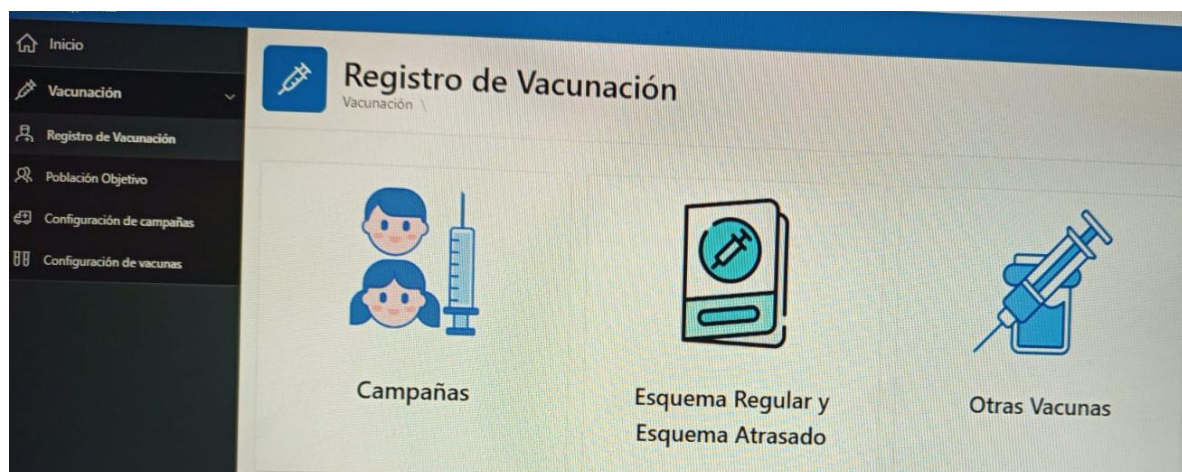 Inicio
Vacunación
Registro de Vacunación
Población Objetivo
Configuración de campañas
Configuración de vacunas
Registro de Vacunación
Vacunación \
Campañas
Esquema Regular y
Esquema Atrasado
Otras Vacunas